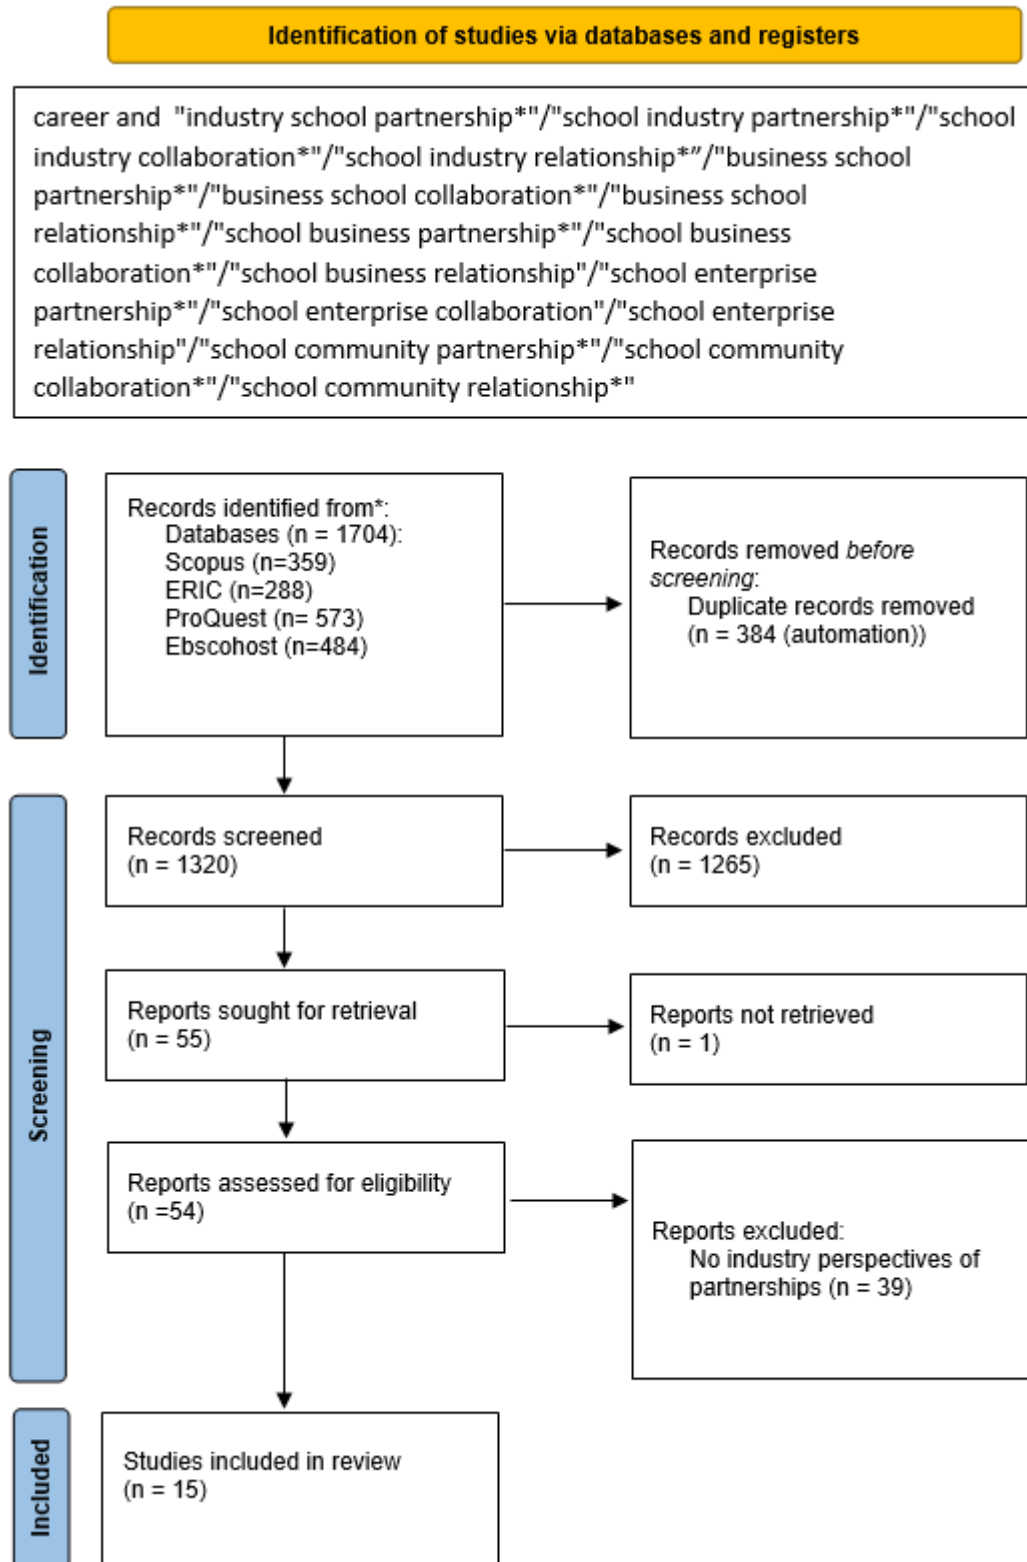 Identification of studies via databases and registers
career and  "industry school partnership*"/"school industry partnership*"/"school
industry collaboration*"/"school industry relationship*”/"business school
partnership*"/"business school collaboration*"/"business school
relationship*"/"school business partnership*"/"school business
collaboration*"/"school business relationship"/"school enterprise
partnership*"/"school enterprise collaboration"/"school enterprise
relationship"/"school community partnership*"/"school community
collaboration*"/"school community relationship*"
Identification
Records identified from*:
Databases (n = 1704):
Scopus (n=359)
ERIC (n=288)
ProQuest (n= 573)
Ebscohost (n=484)
Records removed before
screening:
Duplicate records removed
(n = 384 (automation))
Screening
Records screened
(n = 1320)
Records excluded
(n = 1265)
Reports sought for retrieval
(n = 55)
Reports not retrieved
(n = 1)
Reports assessed for eligibility
(n =54)
Reports excluded:
No industry perspectives of
partnerships (n = 39)
Included
Studies included in review
(n = 15)